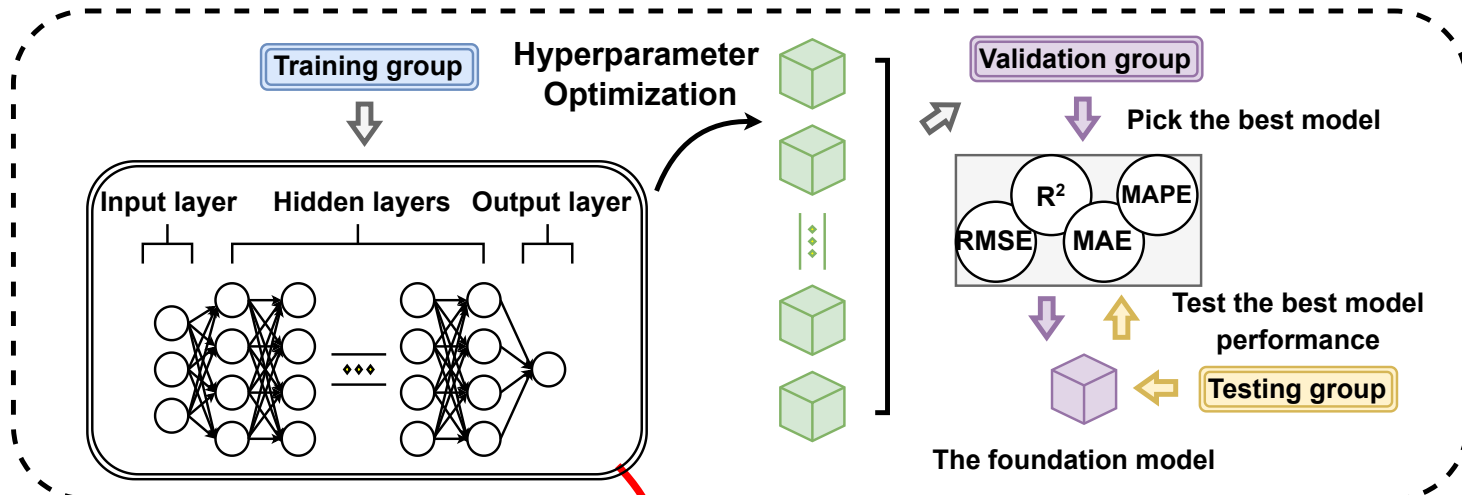 Training group
Hyperparameter
Optimization
Validation group
Pick the best model
Input layer
Hidden layers
Output layer
R²
MAPE
RMSE
MAE
Test the best model
performance
Testing group
The foundation model